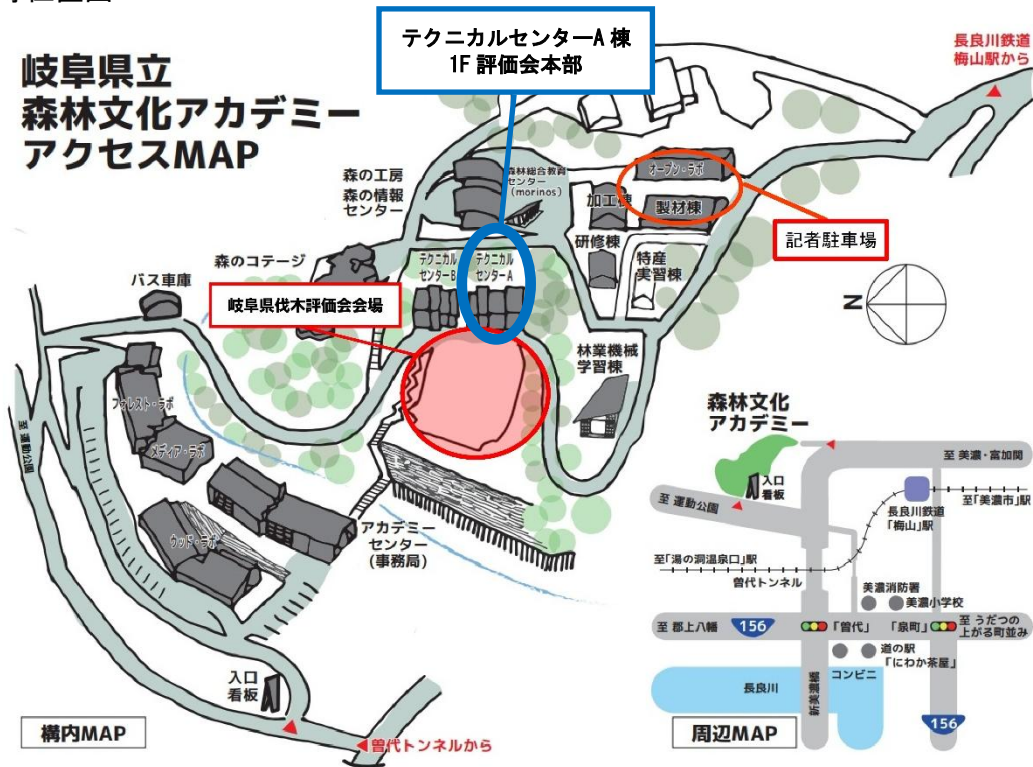 テクニカルセンターA 棟
1F 評価会本部
岐阜県立
森林文化アカデミー
アクセスMAP
長良川鉄道
梅山駅から
森の工房
森の情報
センター
森林総合教育
センター
(morinos)
オープン・ラボ
加工棟
製材棟
記者駐車場
研修棟
特産
実習棟
森のコテージ
テクニカル
センターB
テクニカル
センターA
バス車庫
岐阜県伐木評価会会場
N
林業機械
学習棟
フォレスト・ラボ
メディア・ラボ
ウッド・ラボ
至 運動公園
アカデミー
センター
(事務局)
入口
看板
曽代トンネルから
構内MAP
森林文化
アカデミー
入口
看板
至 美濃・富加関
至 運動公園
長良川鉄道
「梅山」駅
至「美濃市」駅
至「湯の洞温泉口」駅
曽代トンネル
美濃消防署
美濃小学校
至 郡上八幡
156
「曽代」
「泉町」
至 うだつの
上がる町並み
道の駅
「にわか茶屋」
コンビニ
長良川
新美濃橋
156
周辺MAP